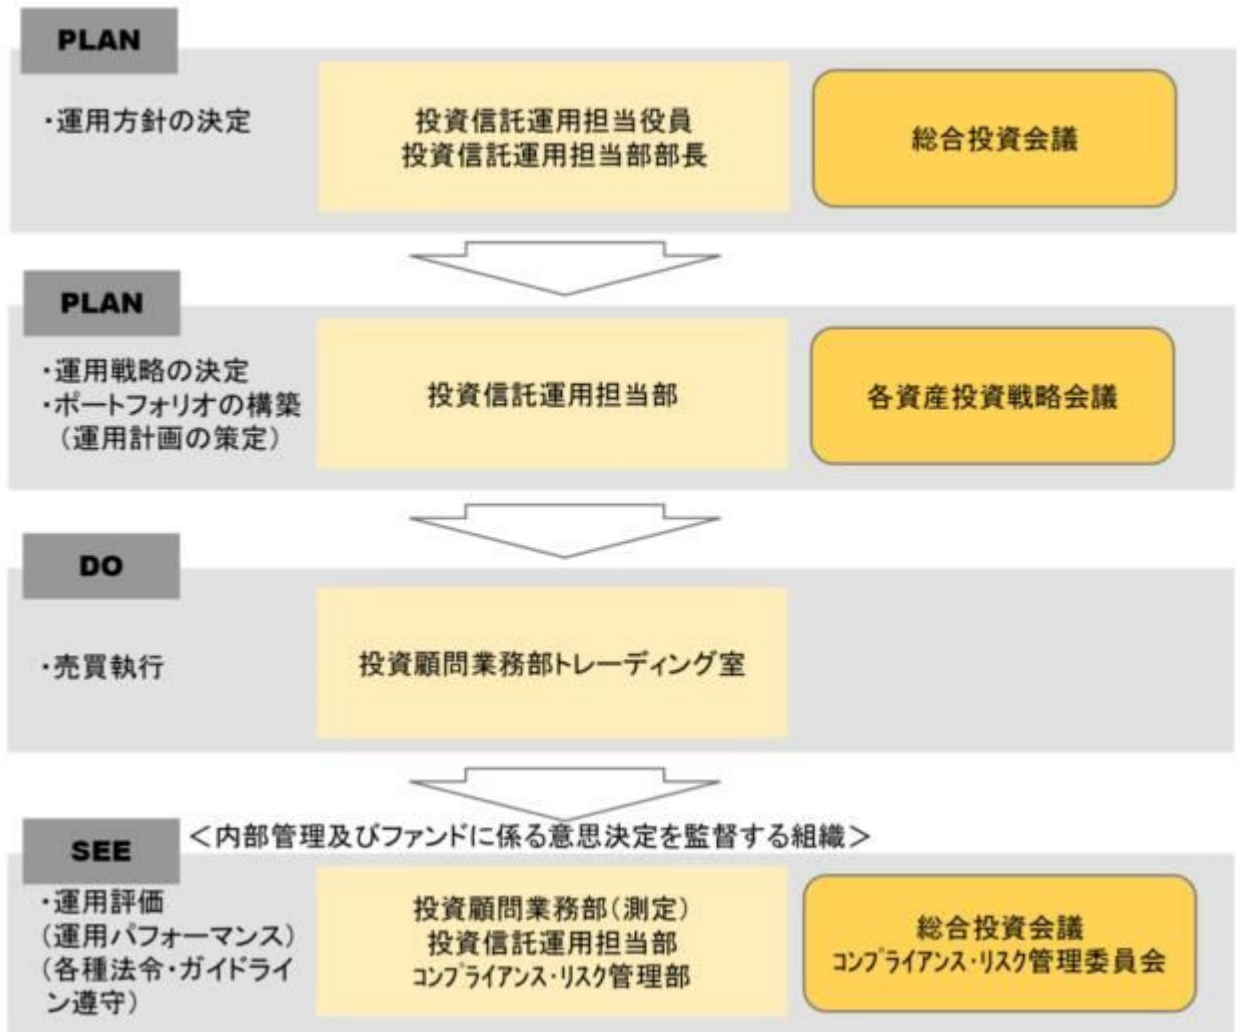 PLAN
・運用方針の決定
投資信託運用担当役員
投資信託運用担当部部長
総合投資会議
PLAN
・運用戦略の決定
・ポートフォリオの構築
（運用計画の策定）
投資信託運用担当部
各資産投資戦略会議
DO
・売買執行
投資顧問業務部トレーディング室
＜内部管理及びファンドに係る意思決定を監督する組織＞
SEE
・運用評価
(運用パフォーマンス)
(各種法令・ガイドライ
ン遵守)
投資顧問業務部(測定)
投資信託運用担当部
ｺﾝﾌﾟﾗｲｱﾝｽ・ﾘｽｸ管理部
総合投資会議
ｺﾝﾌﾟﾗｲｱﾝｽ・ﾘｽｸ管理委員会